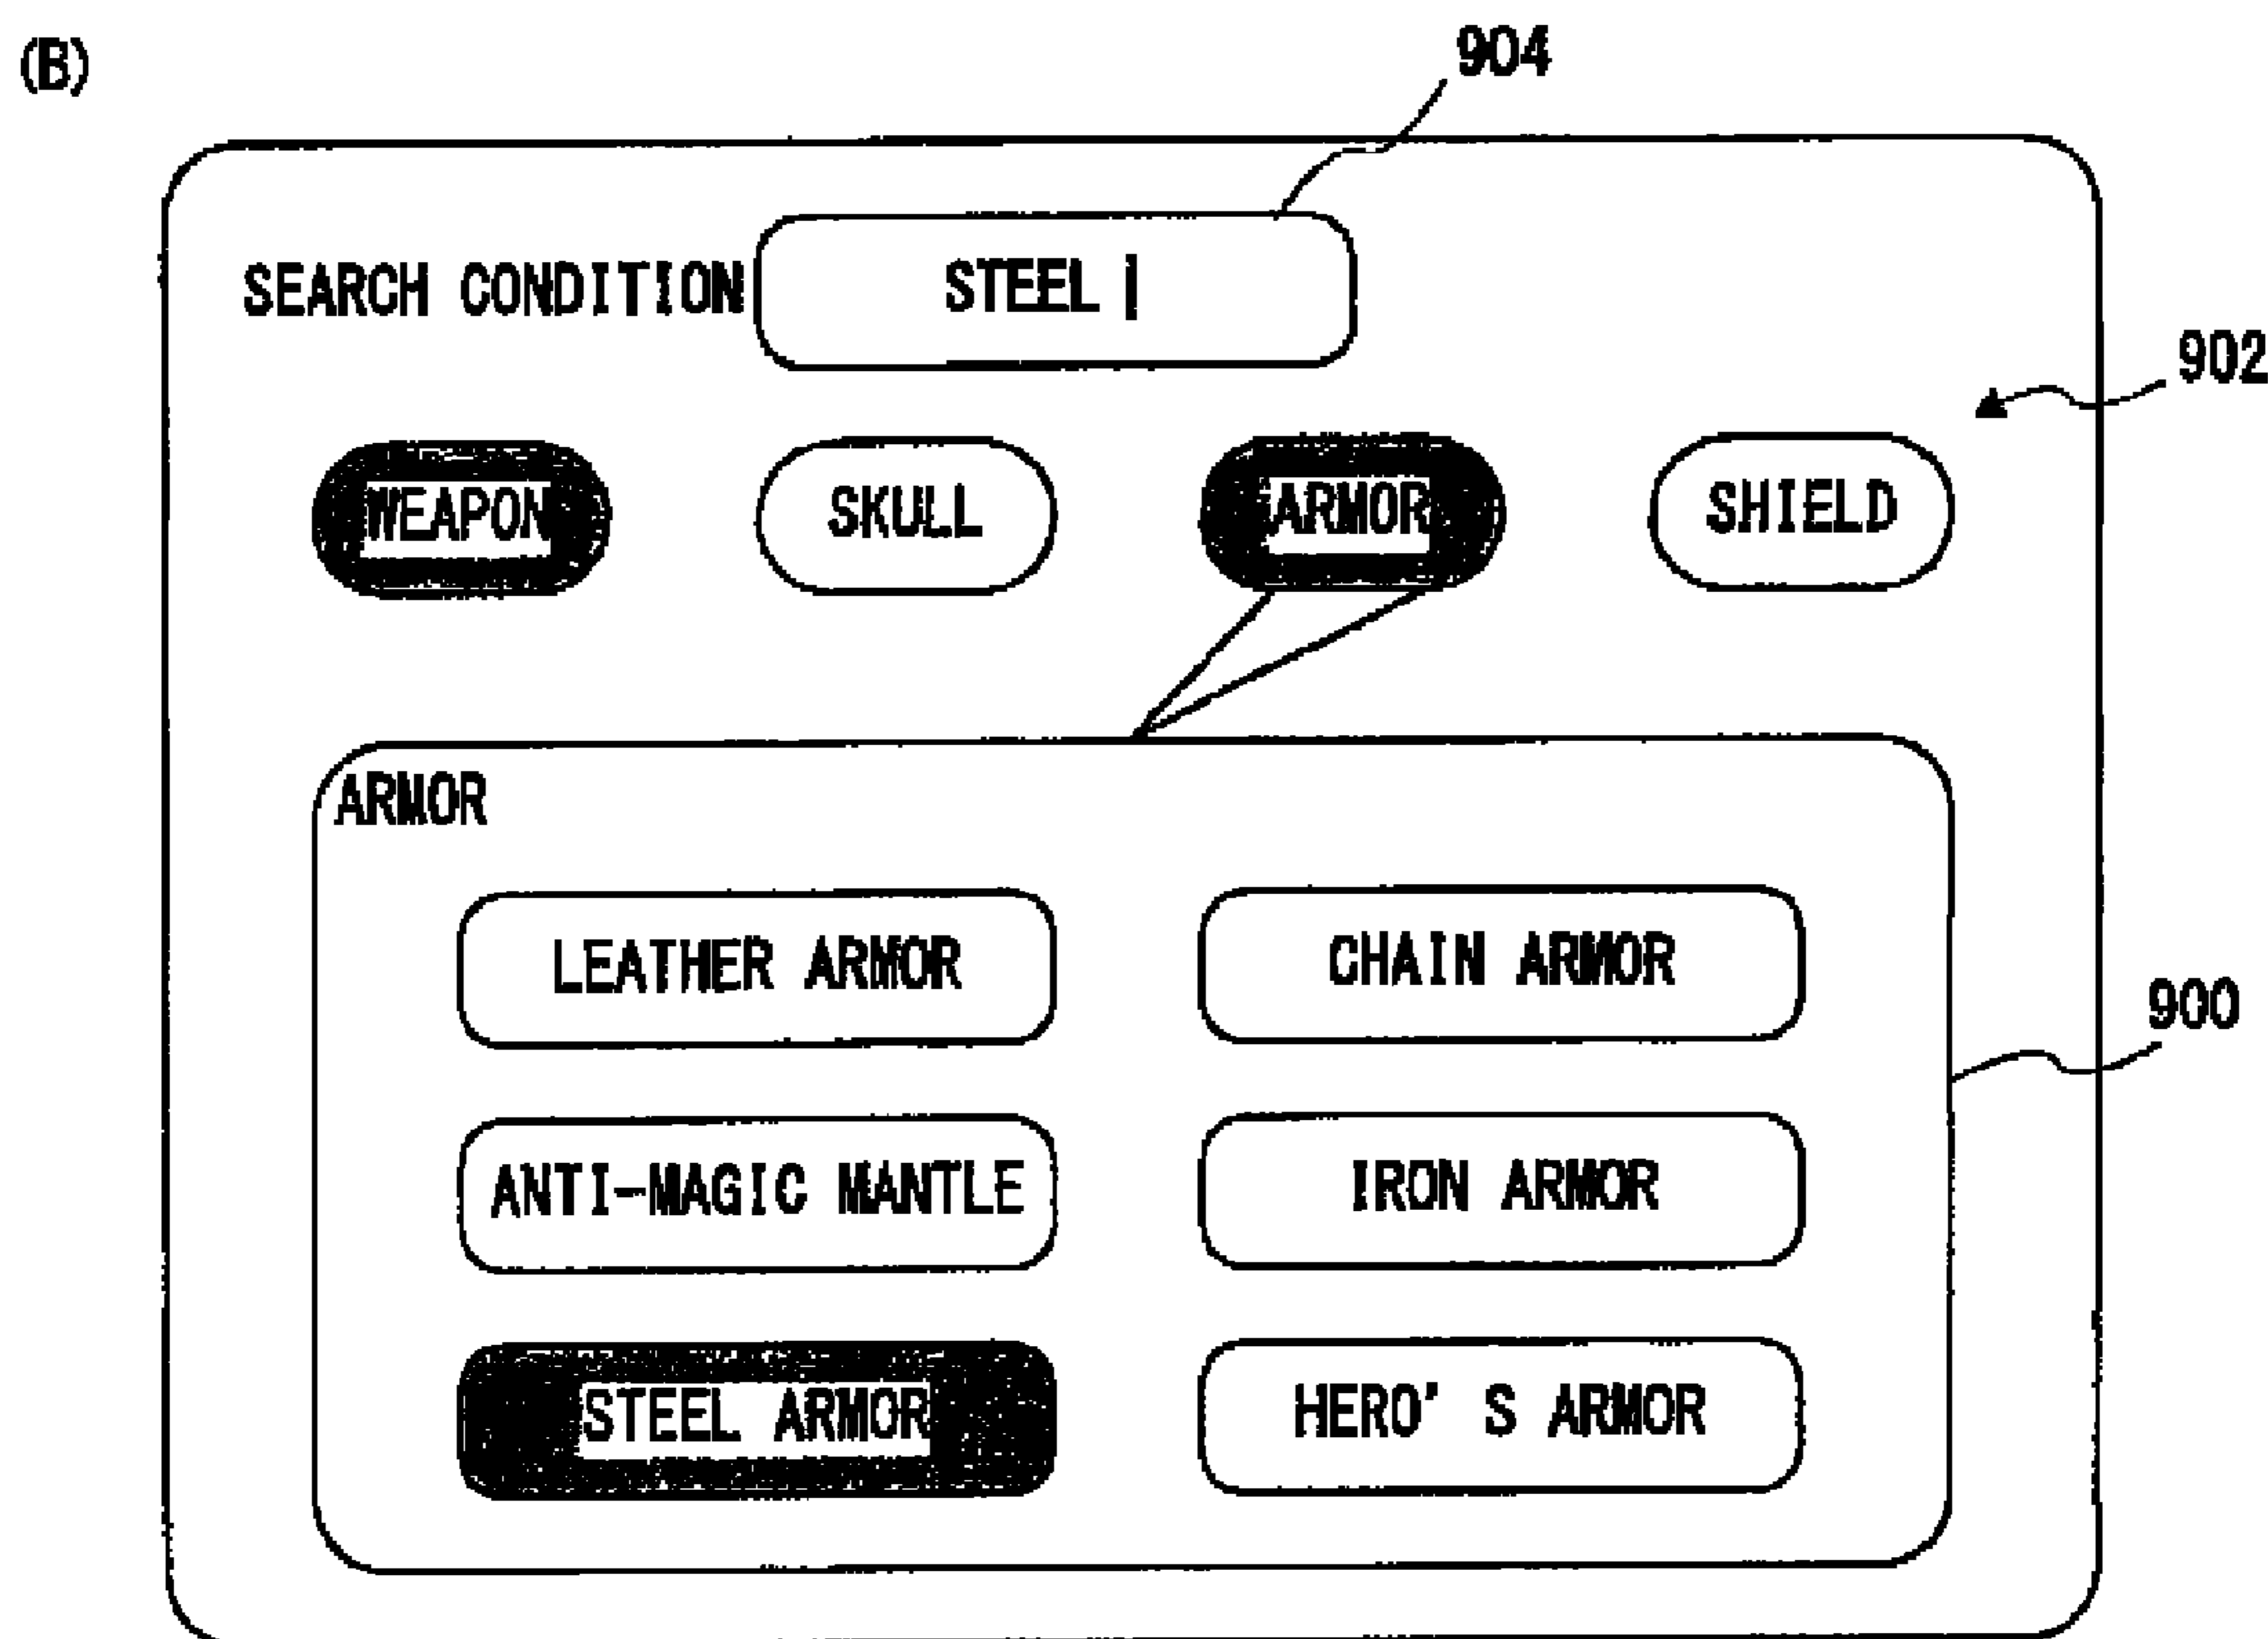 (B)
904
SEARCH CONDITION STEEL
902
WEAPON SKULL ARMOR SHIELD
ARMOR
LEATHER ARMOR CHAIN ARMOR
900
ANTI-MAGIC MANTLE IRON ARMOR
STEEL ARMOR HERO' S ARMOR